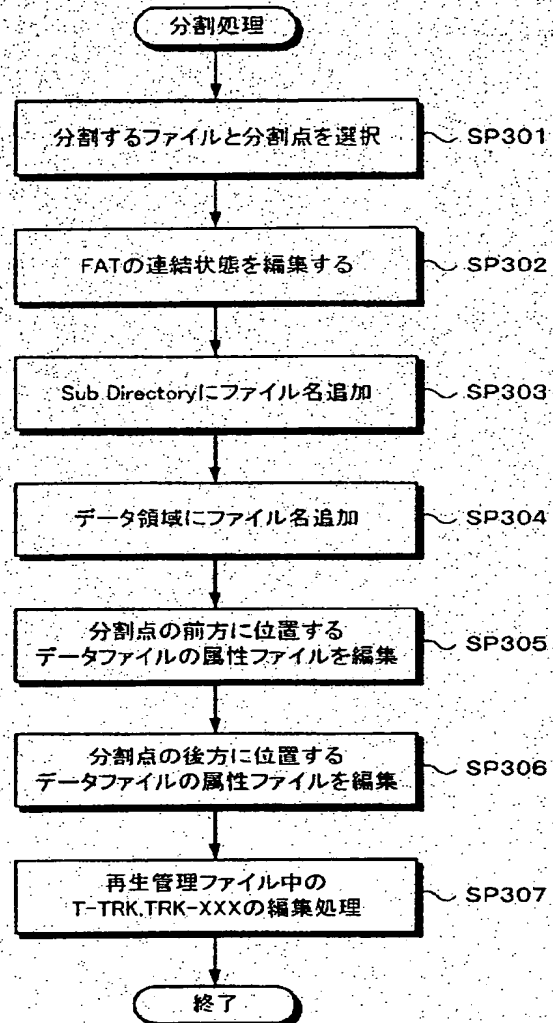 分割処理
分割するファイルと分割点を選択
SP301
FATの連結状態を編集する
SP302
Sub Directoryにファイル名追加
SP303
データ領域にファイル名追加
SP304
分割点の前方に位置する
データファイルの属性ファイルを編集
SP305
分割点の後方に位置する
データファイルの属性ファイルを編集
SP306
再生管理ファイル中の
T-TRK,TRK-XXXの編集処理
SP307
終了